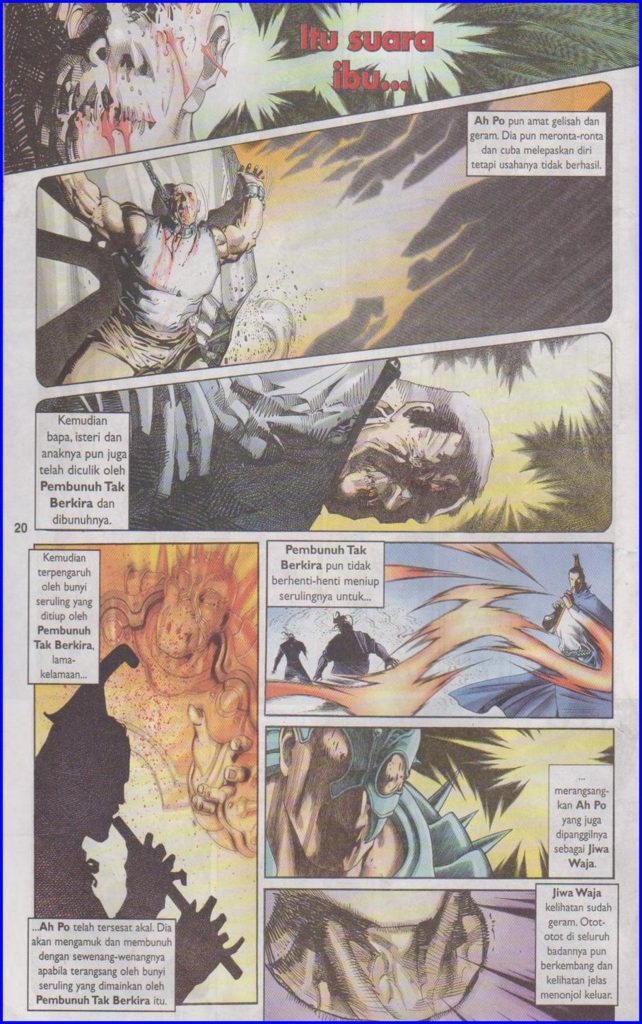 Itu suara
ibu...
Ah Po pun amat gelisah dan
geram. Dia pun meronta-ronta
dan cuba melepaskan diri
tetapi usahanya tidak berhasil.
Kemudian
bapa, isteri dan
anaknya pun juga
telah diculik oleh
Pembunuh Tak
Berkira dan
dibunuhnya.
20
Kemudian
terpengaruh
oleh bunyi
seruling yang
ditiup oleh
Pembunuh
Tak Berkira,
lama-
kelamaan...
Pembunuh Tak
Berkira pun tidak
berhenti-henti meniup
serulingnya untuk...
...
merangsang-
kan Ah Po
yang juga
dipanggilnya
sebagai Jiwa
Waja.
...Ah Po telah tersesat akal. Dia
akan mengamuk dan membunuh
dengan sewenang-wenangnya
apabila terangsang oleh bunyi
seruling yang dimainkan oleh
Pembunuh Tak Berkira itu.
Jiwa Waja
kelihatan sudah
geram. Otot-
otot di seluruh
badannya pun
berkembang dan
kelihatan jelas
menonjol keluar.